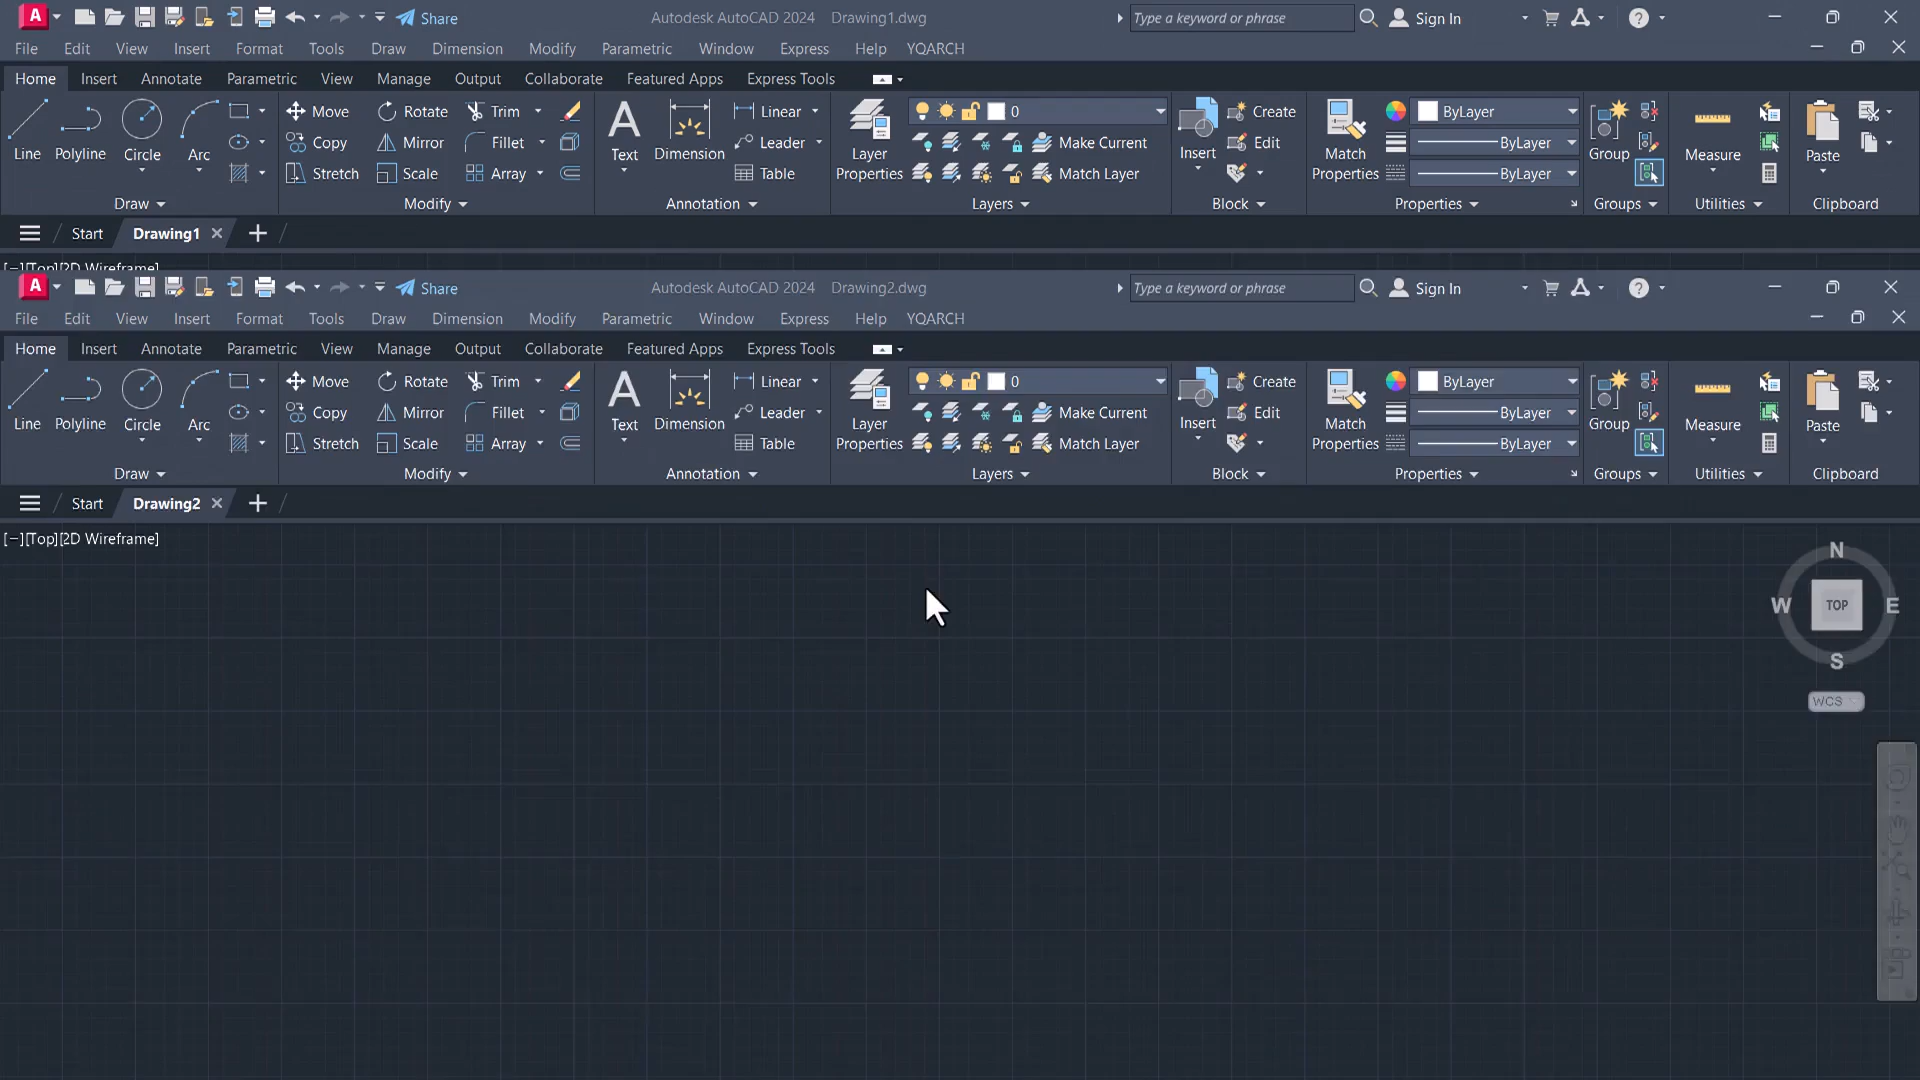 A Share Autodesk AutoCAD 2024 Drawing1.dwg Type a keyword or phrase Sign In ?
File Edit View Insert Format Tools Draw Dimension Modify Parametric Window Express Help YQARCH
Home Insert Annotate Parametric View Manage Output Collaborate Featured Apps Express Tools
Move Rotate Trim Linear 0 Create ByLayer
Line Polyline Circle Arc Copy Mirror Fillet Text Dimension Leader Layer Properties Make Current Insert Edit Match Properties ByLayer Group Measure Paste
Stretch Scale Array Table Match Layer ByLayer
Draw Modify Annotation Layers Block Properties Groups Utilities Clipboard
Start Drawing1
[−][Top][2D Wireframe]
A Share Autodesk AutoCAD 2024 Drawing2.dwg Type a keyword or phrase Sign In ?
File Edit View Insert Format Tools Draw Dimension Modify Parametric Window Express Help YQARCH
Home Insert Annotate Parametric View Manage Output Collaborate Featured Apps Express Tools
Move Rotate Trim Linear 0 Create ByLayer
Line Polyline Circle Arc Copy Mirror Fillet Text Dimension Leader Layer Properties Make Current Insert Edit Match Properties ByLayer Group Measure Paste
Stretch Scale Array Table Match Layer ByLayer
Draw Modify Annotation Layers Block Properties Groups Utilities Clipboard
Start Drawing2
[−][Top][2D Wireframe]
N
W TOP E
S
WCS